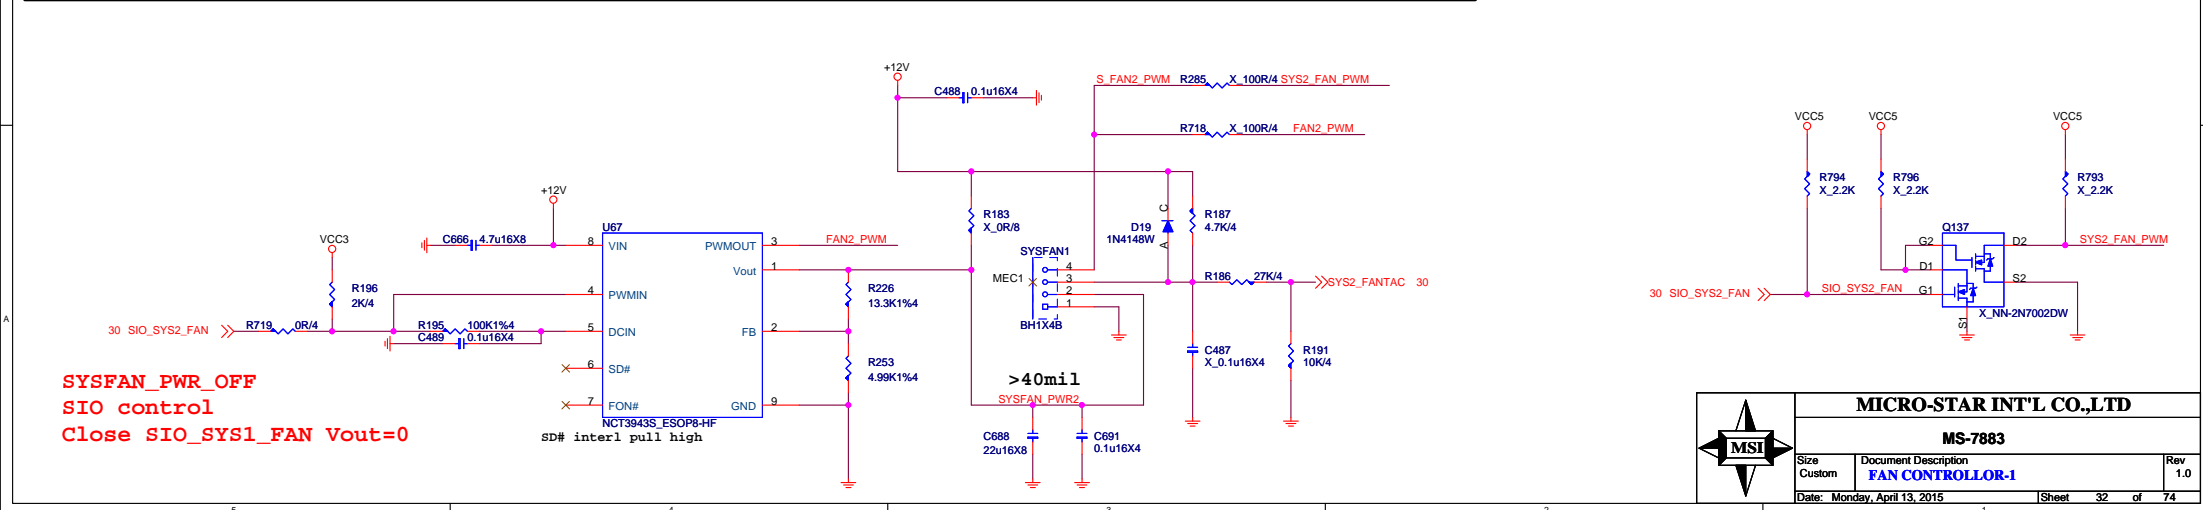 +12V
C488 0.1u16X4
S_FAN2_PWM R285 X_100R/4 SYS2_FAN_PWM
R718 X_100R/4 FAN2_PWM
VCC5 VCC5 VCC5
R794
X_2.2K
R796
X_2.2K
R793
X_2.2K
+12V
VCC3
C666 4.7u16X8
U67
8 VIN
PWMOUT 3 FAN2_PWM
Vout 1
4 PWMIN
5 DCIN
FB 2
6 SD#
7 FON#
GND 9
NCT3943S_ESOP8-HF
SD# interl pull high
R196
2K/4
30 SIO_SYS2_FAN R719 0R/4
R195 100K1%4
C489 0.1u16X4
R226
13.3K1%4
R253
4.99K1%4
R183
X_0R/8
SYSFAN1
MEC1
4
3
2
1
BH1X4B
D19
1N4148W
C
A
R187
4.7K/4
R186 27K/4
SYS2_FANTAC 30
C487
X_0.1u16X4
R191
10K/4
>40mil
SYSFAN_PWR2
C688
22u16X8
C691
0.1u16X4
Q137
G2
D2 SYS2_FAN_PWM
D1
S2
30 SIO_SYS2_FAN SIO_SYS2_FAN G1
S1
X_NN-2N7002DW
SYSFAN_PWR_OFF
SIO control
Close SIO_SYS1_FAN Vout=0
A
MSI
MICRO-STAR INT'L CO.,LTD
MS-7883
Size
Custom
Document Description
FAN CONTROLLOR-1
Rev
1.0
Date: Monday, April 13, 2015 Sheet 32 of 74